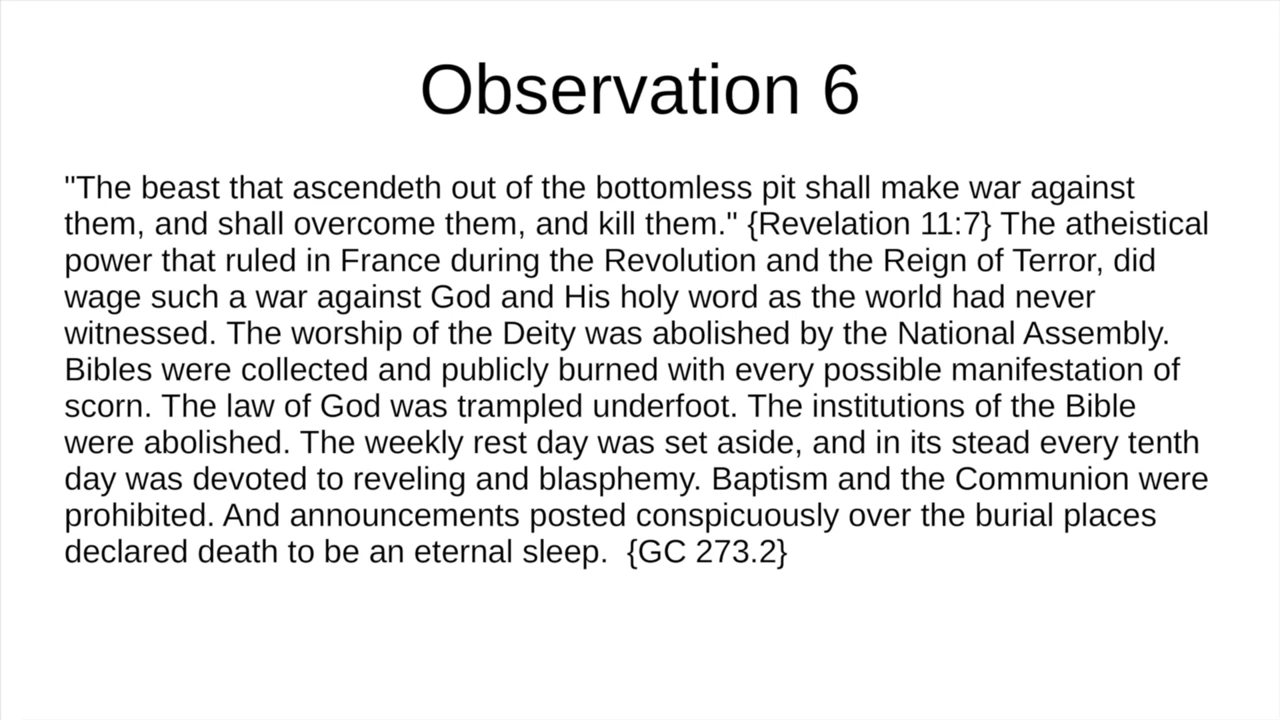 Observation 6
"The beast that ascendeth out of the bottomless pit shall make war against
them, and shall overcome them, and kill them." {Revelation 11:7} The atheistical
power that ruled in France during the Revolution and the Reign of Terror, did
wage such a war against God and His holy word as the world had never
witnessed. The worship of the Deity was abolished by the National Assembly.
Bibles were collected and publicly burned with every possible manifestation of
scorn. The law of God was trampled underfoot. The institutions of the Bible
were abolished. The weekly rest day was set aside, and in its stead every tenth
day was devoted to reveling and blasphemy. Baptism and the Communion were
prohibited. And announcements posted conspicuously over the burial places
declared death to be an eternal sleep.  {GC 273.2}